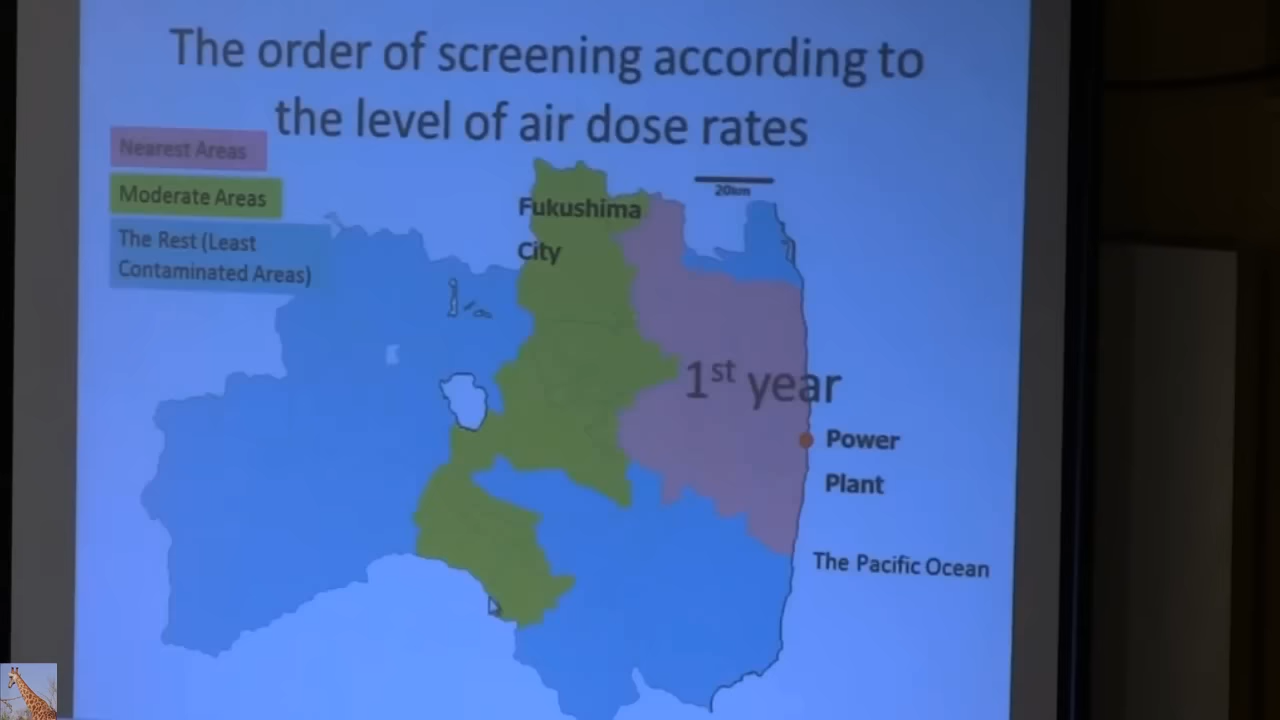 The order of screening according to
the level of air dose rates
Nearest Areas
Moderate Areas
The Rest (Least
Contaminated Areas)
20km
Fukushima
City
1st year
Power
Plant
The Pacific Ocean